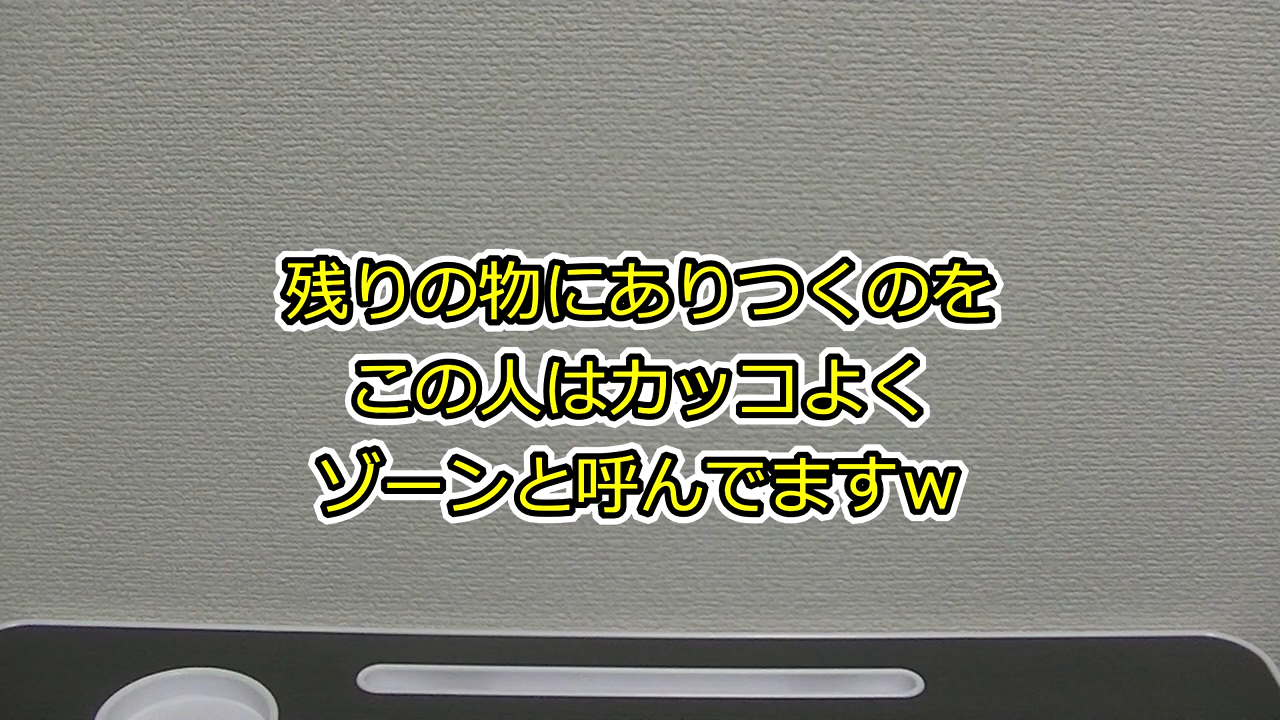 残りの物にありつくのを
この人はカッコよく
ゾーンと呼んでますw